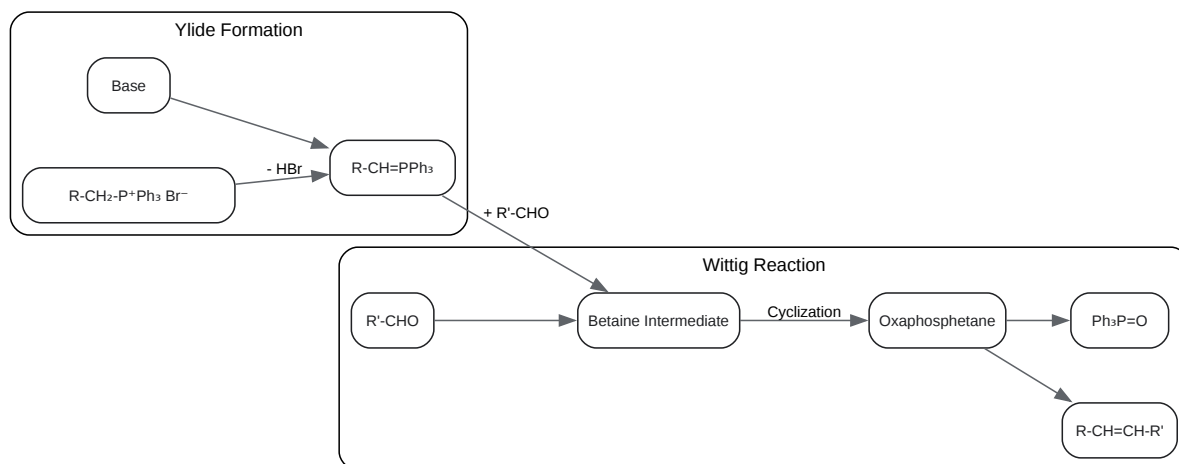 Ylide Formation
Base
R-CH₂-P⁺Ph₃ Br⁻
- HBr
R-CH=PPh₃
+ R'-CHO
Wittig Reaction
R'-CHO
Betaine Intermediate
Cyclization
Oxaphosphetane
Ph₃P=O
R-CH=CH-R'